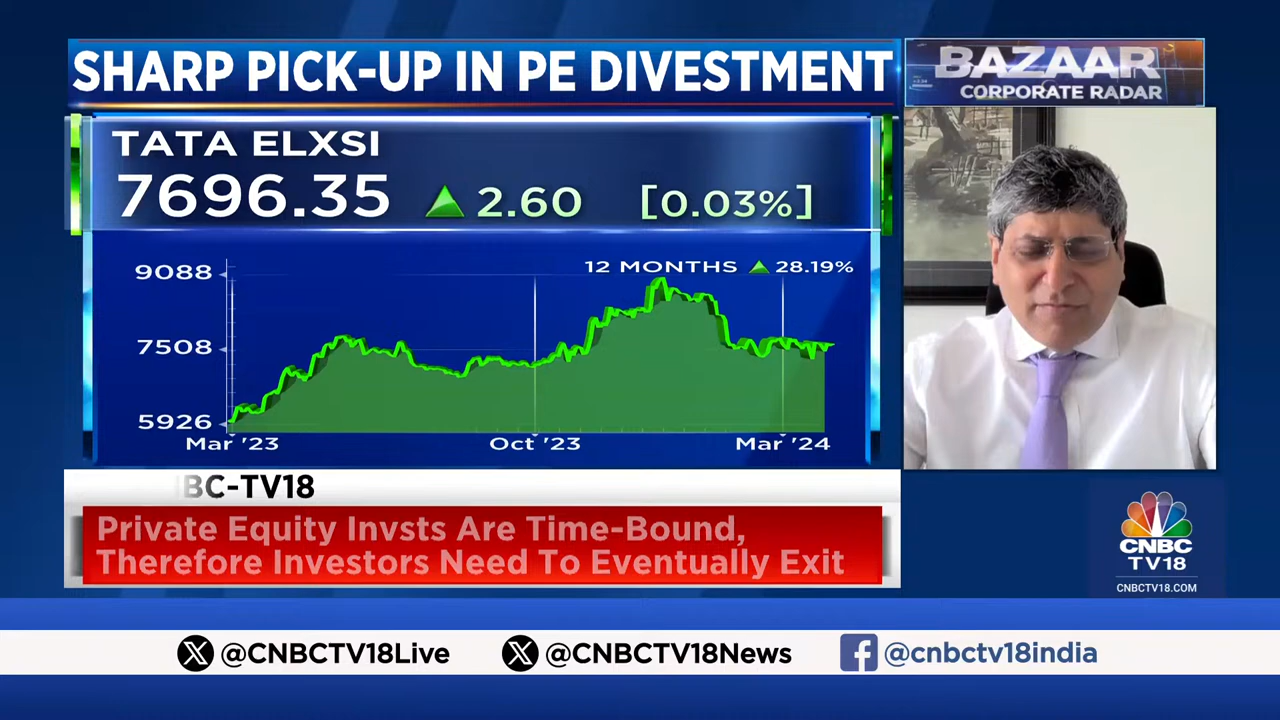 SHARP PICK-UP IN PE DIVESTMENT
BAZAAR
CORPORATE RADAR
TATA ELXSI
7696.35 ▲ 2.60 [0.03%]
12 MONTHS ▲ 28.19%
9088
7508
5926
Mar '23 Oct '23 Mar '24
BC-TV18
Private Equity Invsts Are Time-Bound,
Therefore Investors Need To Eventually Exit
CNBC
TV18
CNBCTV18.COM
@CNBCTV18Live @CNBCTV18News @cnbctv18india